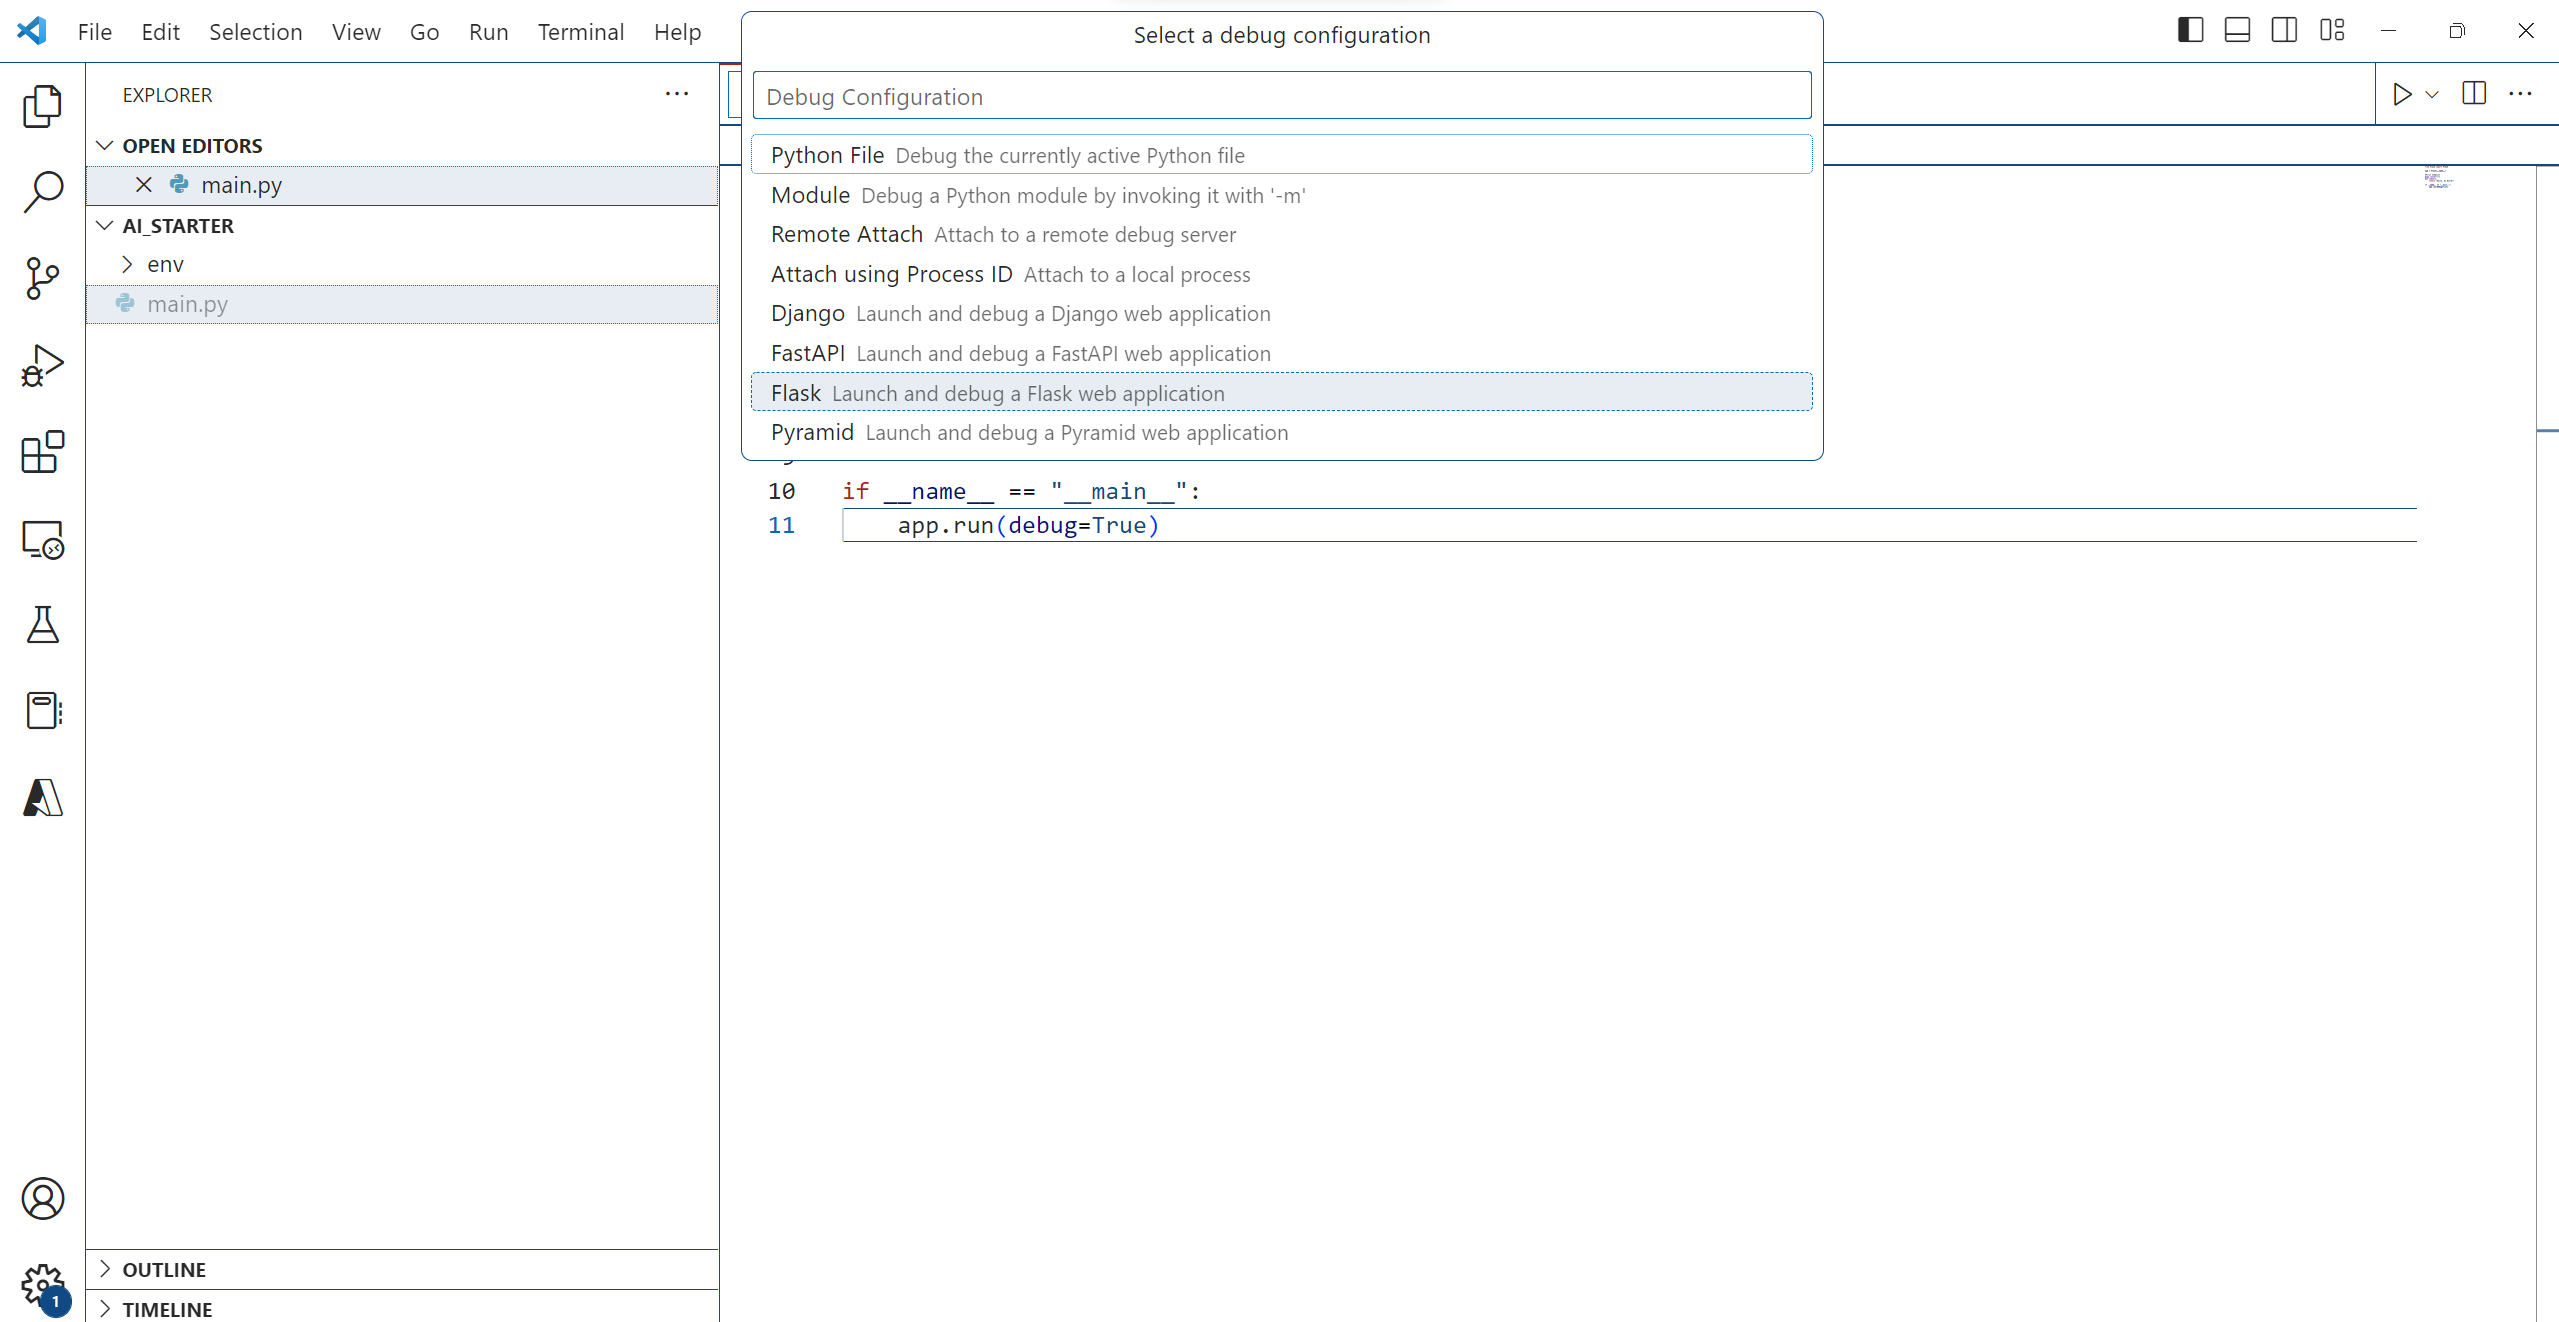 File Edit Selection View Go Run Terminal Help
Select a debug configuration
Debug Configuration
Python File Debug the currently active Python file
Module Debug a Python module by invoking it with '-m'
Remote Attach Attach to a remote debug server
Attach using Process ID Attach to a local process
Django Launch and debug a Django web application
FastAPI Launch and debug a FastAPI web application
Flask Launch and debug a Flask web application
Pyramid Launch and debug a Pyramid web application
EXPLORER
OPEN EDITORS
main.py
AI_STARTER
env
main.py
10 if __name__ == "__main__":
11 app.run(debug=True)
OUTLINE
TIMELINE
1